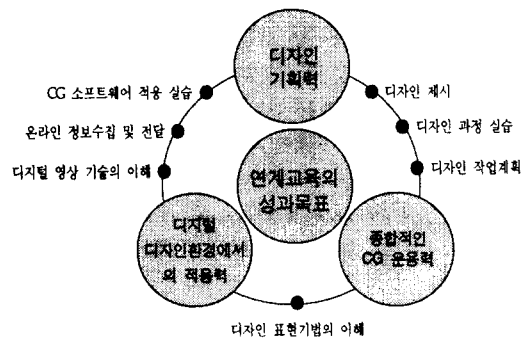 디자인
기획력
CG 소프트웨어 적용 실습
온라인 정보수집 및 전달
디지털 영상 기술의 이해
디자인 제시
디자인 과정 실습
디자인 작업계획
연계교육의
성과목표
디지털
디자인환경에서
의 적용력
종합적인
CG 운용력
디자인 표현기법의 이해